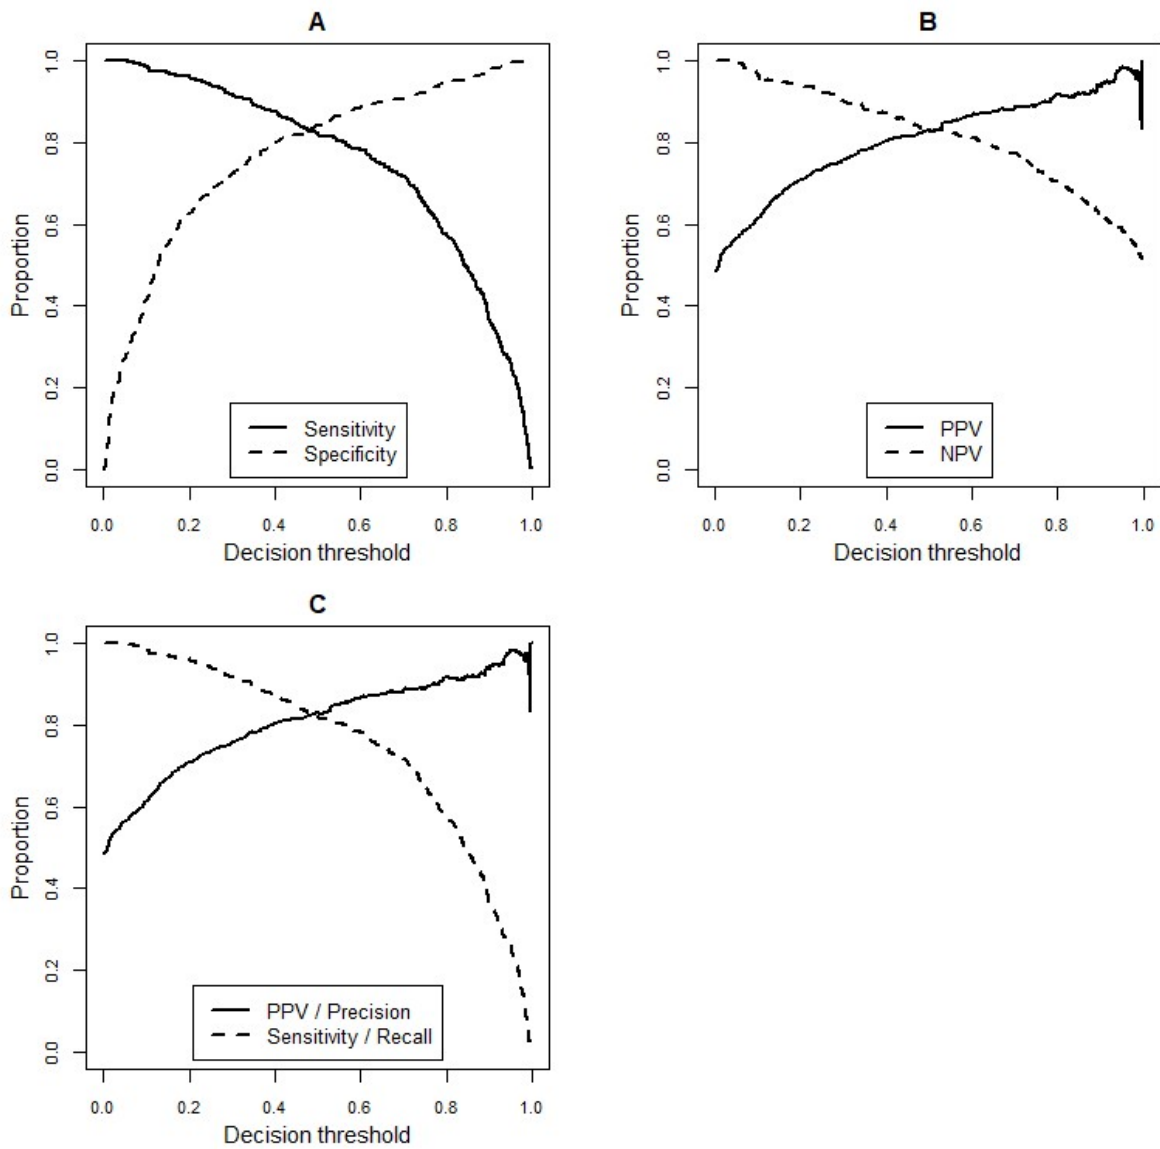 A
Proportion
1.0
0.8
0.6
0.4
0.2
0.0
Sensitivity
Specificity
0.0 0.2 0.4 0.6 0.8 1.0
Decision threshold
B
Proportion
1.0
0.8
0.6
0.4
0.2
0.0
PPV
NPV
0.0 0.2 0.4 0.6 0.8 1.0
Decision threshold
C
Proportion
1.0
0.8
0.6
0.4
0.2
0.0
PPV / Precision
Sensitivity / Recall
0.0 0.2 0.4 0.6 0.8 1.0
Decision threshold